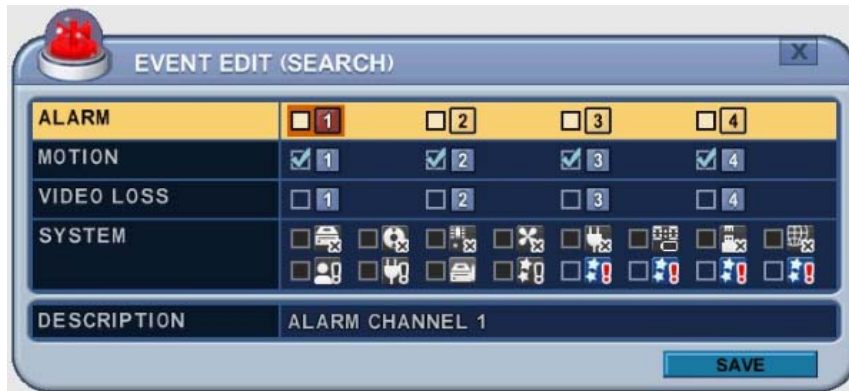 EVENT EDIT (SEARCH)
X
ALARM 1 2 3 4
MOTION 1 2 3 4
VIDEO LOSS 1 2 3 4
SYSTEM
DESCRIPTION ALARM CHANNEL 1
SAVE